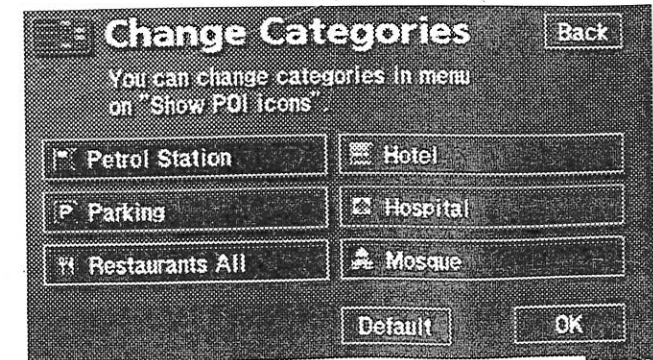 Change Categories
Back
You can change categories in menu
on "Show POI icons".
Petrol Station
Hotel
P Parking
Hospital
Restaurants All
Mosque
Default
OK